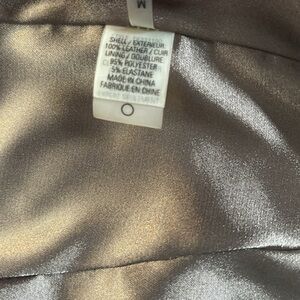 M
SHELL / EXTERIEUR
100% LEATHER / CUIR
LINING / DOUBLURE
95% POLYESTER
5% ELASTANE
MADE IN CHINA
FABRIQUE EN CHINE